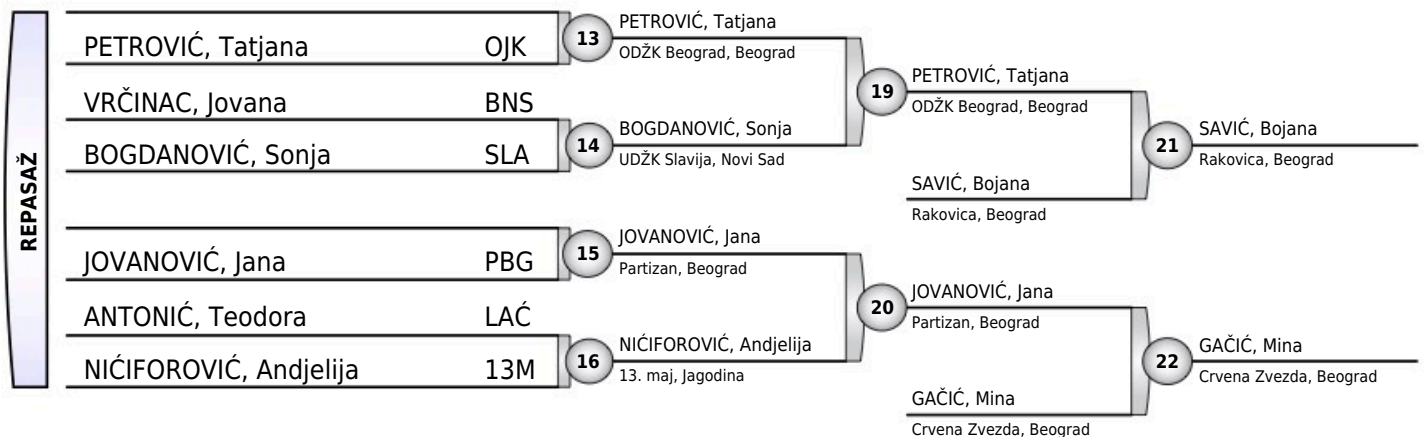 REPASAŽ
PETROVIĆ, Tatjana OJK
VRČINAC, Jovana BNS
BOGDANOVIĆ, Sonja SLA
JOVANOVIĆ, Jana PBG
ANTONIĆ, Teodora LAĆ
NIĆIFOROVIĆ, Andjelija 13M
13
PETROVIĆ, Tatjana
ODŽK Beograd, Beograd
14
BOGDANOVIĆ, Sonja
UDŽK Slavija, Novi Sad
15
JOVANOVIĆ, Jana
Partizan, Beograd
16
NIĆIFOROVIĆ, Andjelija
13. maj, Jagodina
19
PETROVIĆ, Tatjana
ODŽK Beograd, Beograd
SAVIĆ, Bojana
Rakovica, Beograd
20
JOVANOVIĆ, Jana
Partizan, Beograd
GAČIĆ, Mina
Crvena Zvezda, Beograd
21
SAVIĆ, Bojana
Rakovica, Beograd
22
GAČIĆ, Mina
Crvena Zvezda, Beograd